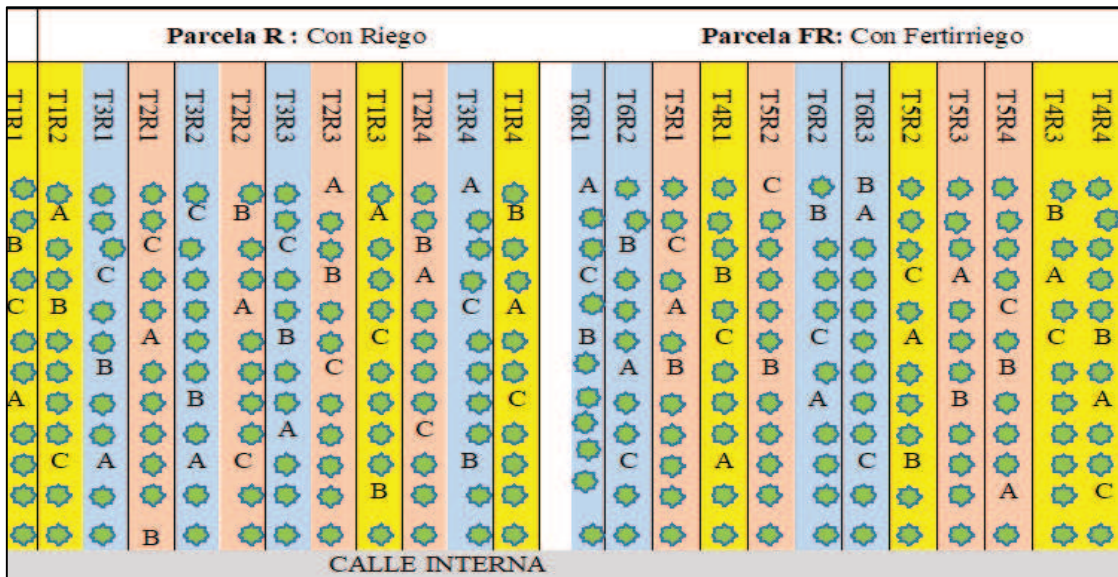 Parcela R : Con Riego Parcela FR: Con Fertirriego
T1R1 T1R2 T3R1 T2R1 T3R2 T2R2 T3R3 T2R3 T1R3 T2R4 T3R4 T1R4 T6R1 T6R2 T5R1 T4R1 T5R2 T6R2 T6R3 T5R2 T5R3 T5R4 T4R3 T4R4
A A A C B
A C B A B B A B
B C C B B C
C B A C B C A A
C B A C A A C
A B C B C C A C B
B C A B B B
A B C A B A
A C
C A A C B C A C B
B A C
B
CALLE INTERNA